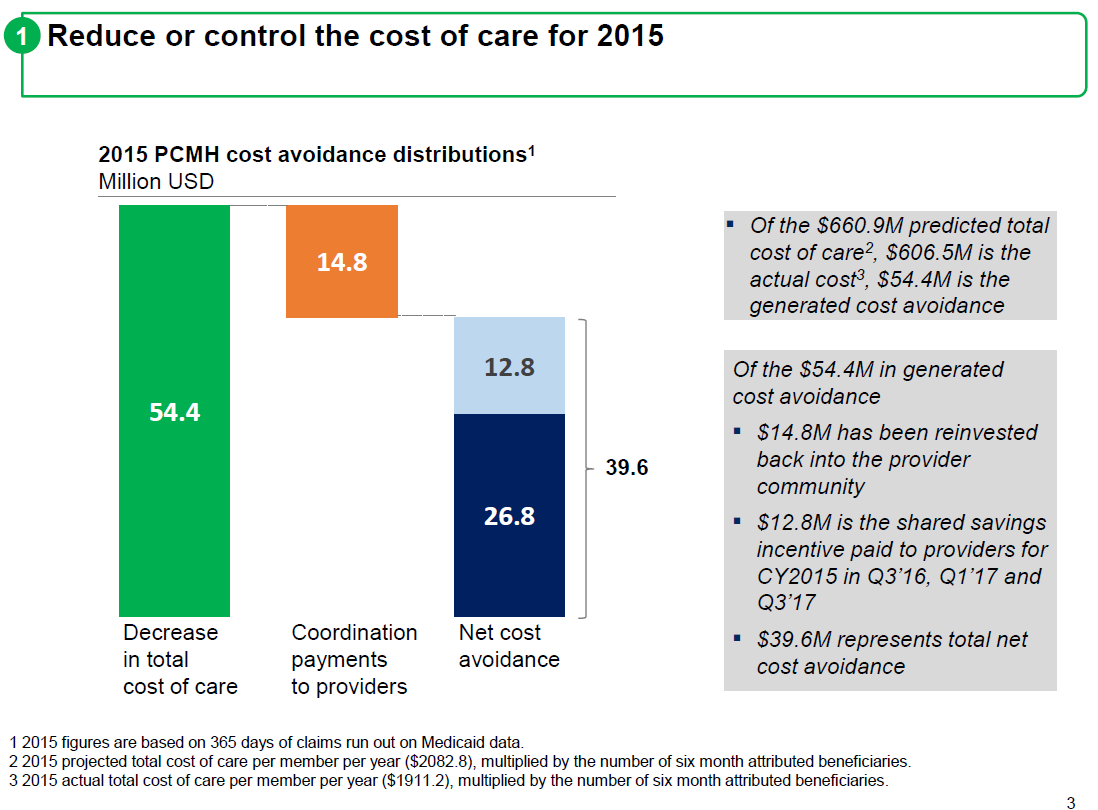 1 Reduce or control the cost of care for 2015
2015 PCMH cost avoidance distributions¹
Million USD
54.4
14.8
12.8
26.8
39.6
Decrease
in total
cost of care
Coordination
payments
to providers
Net cost
avoidance
▪ Of the $660.9M predicted total
cost of care², $606.5M is the
actual cost³, $54.4M is the
generated cost avoidance
Of the $54.4M in generated
cost avoidance
▪ $14.8M has been reinvested
back into the provider
community
▪ $12.8M is the shared savings
incentive paid to providers for
CY2015 in Q3’16, Q1’17 and
Q3’17
▪ $39.6M represents total net
cost avoidance
1 2015 figures are based on 365 days of claims run out on Medicaid data.
2 2015 projected total cost of care per member per year ($2082.8), multiplied by the number of six month attributed beneficiaries.
3 2015 actual total cost of care per member per year ($1911.2), multiplied by the number of six month attributed beneficiaries.
3